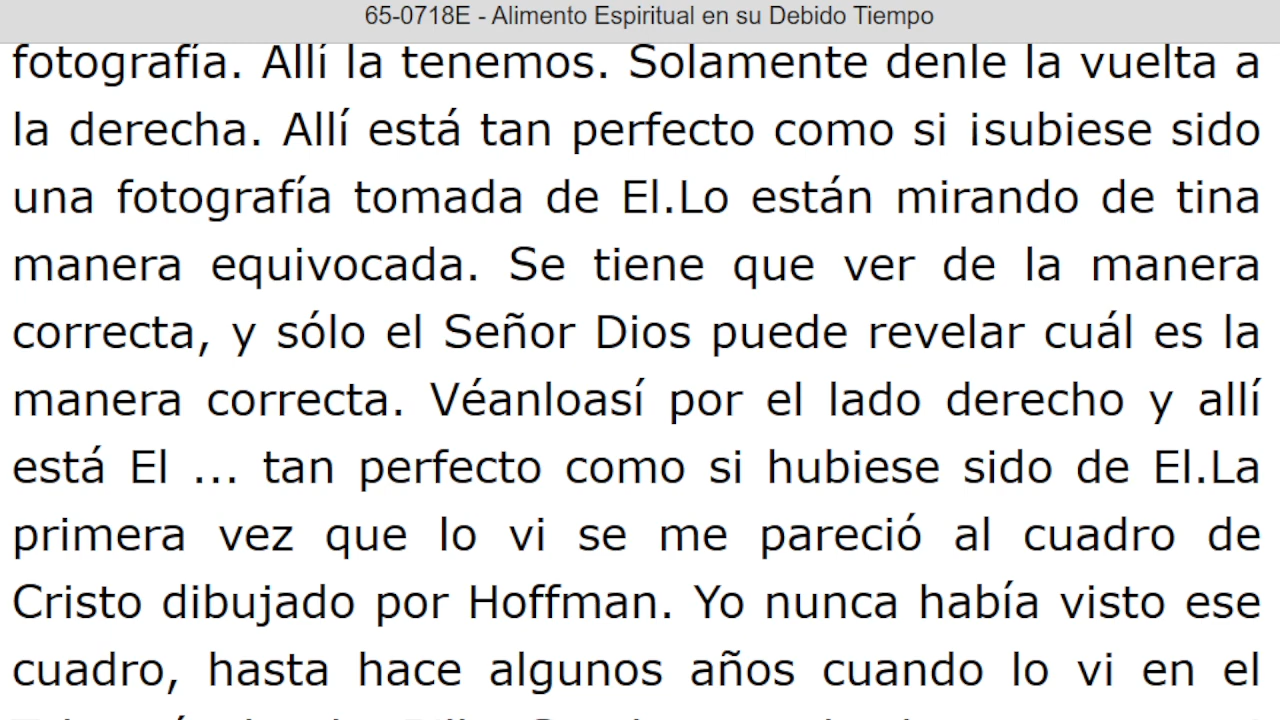 65-0718E - Alimento Espiritual en su Debido Tiempo
fotografía. Allí la tenemos. Solamente denle la vuelta a
la derecha. Allí está tan perfecto como si ¡subiese sido
una fotografía tomada de El.Lo están mirando de tina
manera equivocada. Se tiene que ver de la manera
correcta, y sólo el Señor Dios puede revelar cuál es la
manera correcta. Véanloasí por el lado derecho y allí
está El ... tan perfecto como si hubiese sido de El.La
primera vez que lo vi se me pareció al cuadro de
Cristo dibujado por Hoffman. Yo nunca había visto ese
cuadro, hasta hace algunos años cuando lo vi en el